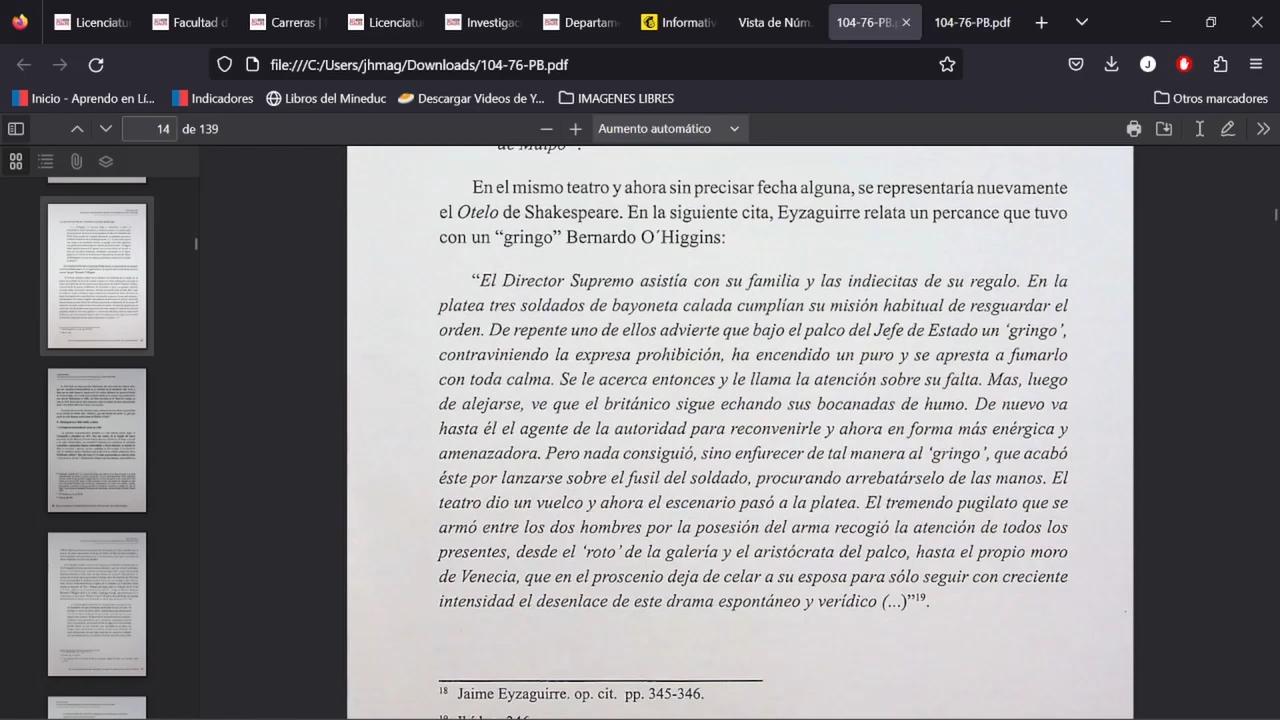 Licenciatu
Facultad d
Carreras | T
Licenciatu
Investigac
Departame
Informativ
Vista de Núm.
104-76-PB.p
104-76-PB.pdf
file:///C:/Users/jhmag/Downloads/104-76-PB.pdf
Inicio - Aprendo en Lí...
Indicadores
Libros del Mineduc
Descargar Videos de Y...
IMAGENES LIBRES
Otros marcadores
14 de 139
Aumento automático
de Maipo”.
En el mismo teatro y ahora sin precisar fecha alguna, se representaría nuevamente
el Otelo de Shakespeare. En la siguiente cita, Eyzaguirre relata un percance que tuvo
con un “gringo”, Bernardo O´Higgins:
“El Director Supremo asistía con su familia y las indiecitas de su regalo. En la
platea los soldados de bayoneta calada cumplían su misión habitual de resguardar el
orden. De repente uno de ellos advierte que bajo el palco del Jefe de Estado un ‘gringo’,
contraviniendo la expresa prohibición, ha encendido un puro y se apresta a fumarlo
con toda calma. Se le acerca entonces y le llama la atención sobre su falta. Mas, luego
de alejarse ve que el británico sigue echando bocanadas de humo. De nuevo va
hasta él el agente de la autoridad para reconvenirle y ahora en forma más enérgica y
amenazadora. Pero nada consiguió, sino enfurecer de tal manera al ‘gringo’, que acabó
este por lanzarse sobre el fusil del soldado, procurando arrebatárselo de las manos. El
teatro dio un vuelco y ahora el escenario pasó a la platea. El tremendo pugilato que se
armó entre los dos hombres por la posesión del arma recogió la atención de todos los
presentes. Desde el ‘roto’ de la galería y el aristócrata del palco, hasta el propio moro
de Venecia, que en el proscenio deja de celar a su esposa para sólo seguir con creciente
intensidad el desenlace de este drama espontáneo y verídico (...)”19.
18 Jaime Eyzaguirre. op. cit. pp. 345-346.